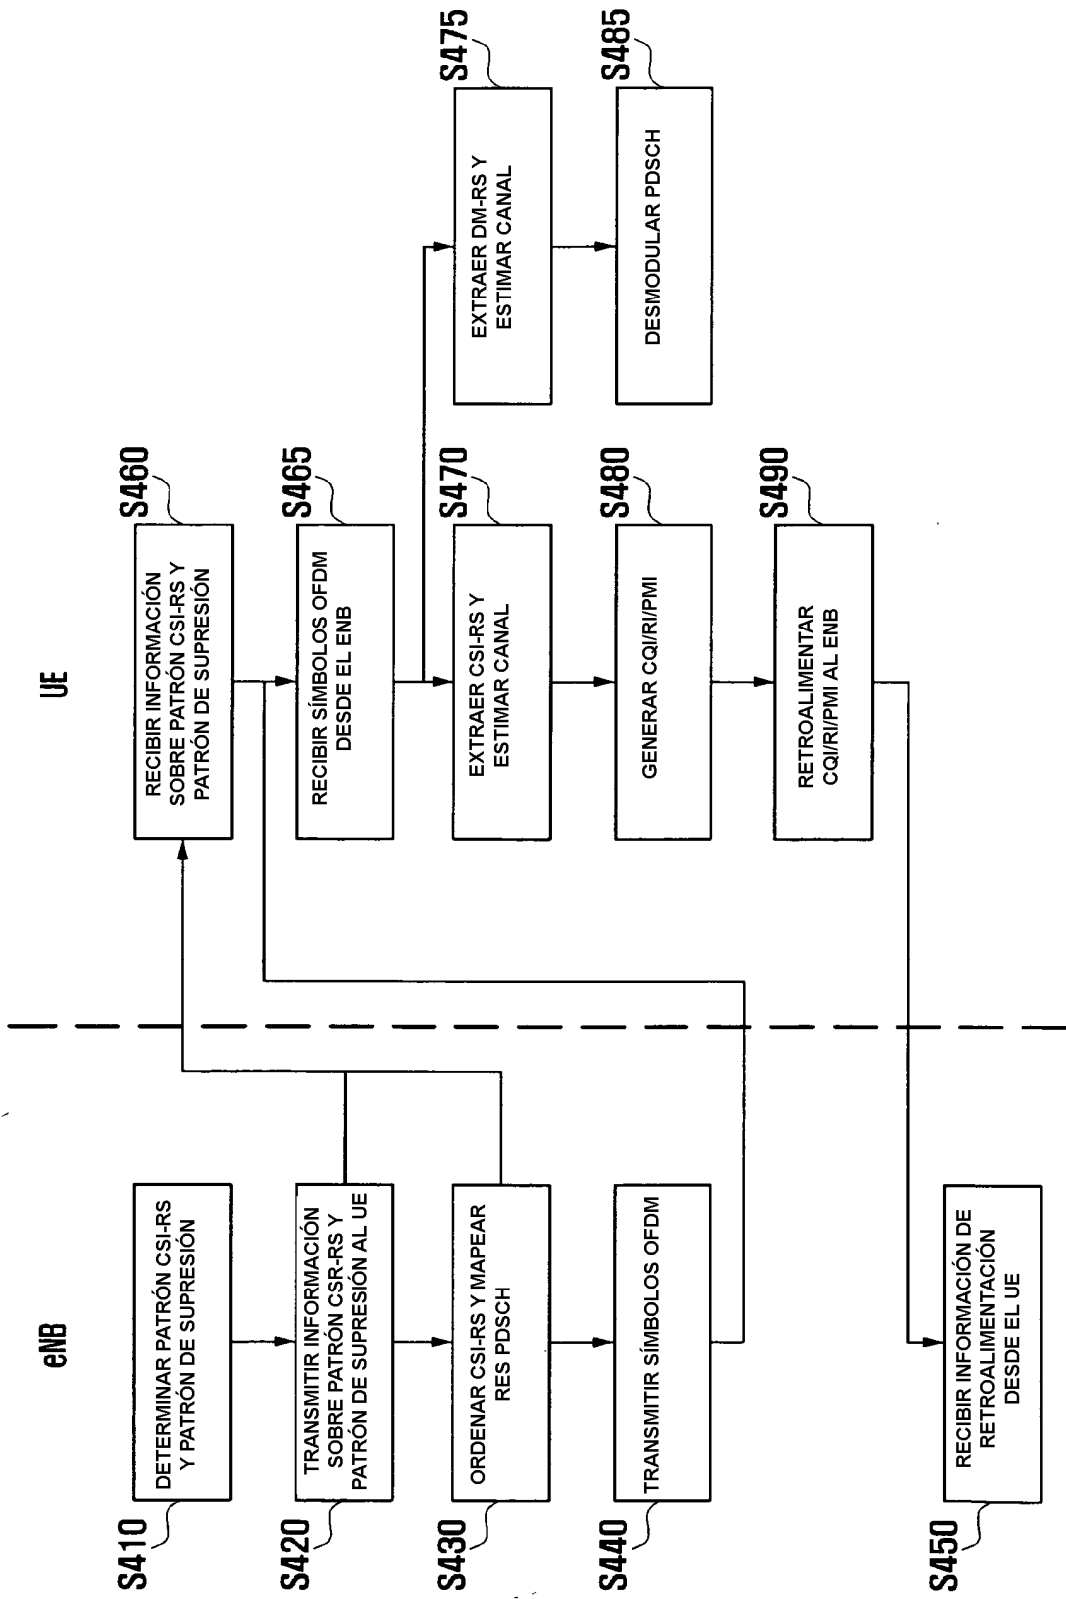 eNB
UE
S410
DETERMINAR PATRÓN CSI-RS
Y PATRÓN DE SUPRESIÓN
S420
TRANSMITIR INFORMACIÓN
SOBRE PATRÓN CSR-RS Y
PATRÓN DE SUPRESIÓN AL UE
S430
ORDENAR CSI-RS Y MAPEAR
RES PDSCH
S440
TRANSMITIR SÍMBOLOS OFDM
S450
RECIBIR INFORMACIÓN DE
RETROALIMENTACIÓN
DESDE EL UE
S460
RECIBIR INFORMACIÓN
SOBRE PATRÓN CSI-RS Y
PATRÓN DE SUPRESIÓN
S465
RECIBIR SÍMBOLOS OFDM
DESDE EL ENB
S470
EXTRAER CSI-RS Y
ESTIMAR CANAL
S480
GENERAR CQI/RI/PMI
S490
RETROALIMENTAR
CQI/RI/PMI AL ENB
S475
EXTRAER DM-RS Y
ESTIMAR CANAL
S485
DESMODULAR PDSCH